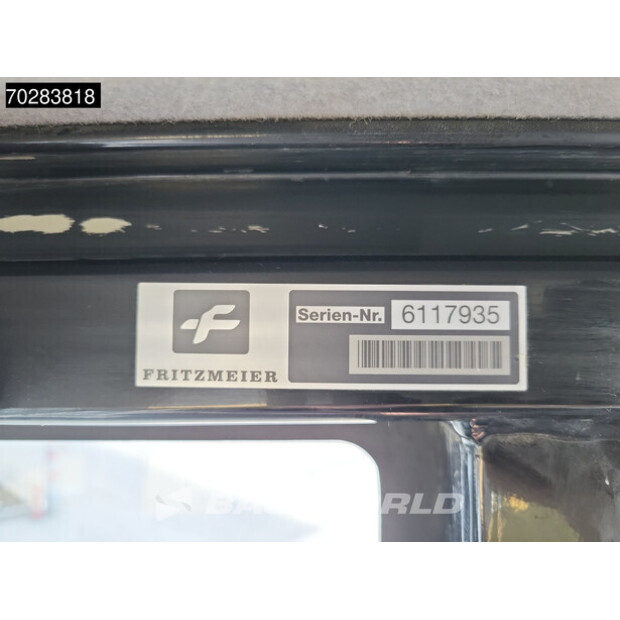 70283818
Serien-Nr. 6117935
FRITZMEIER